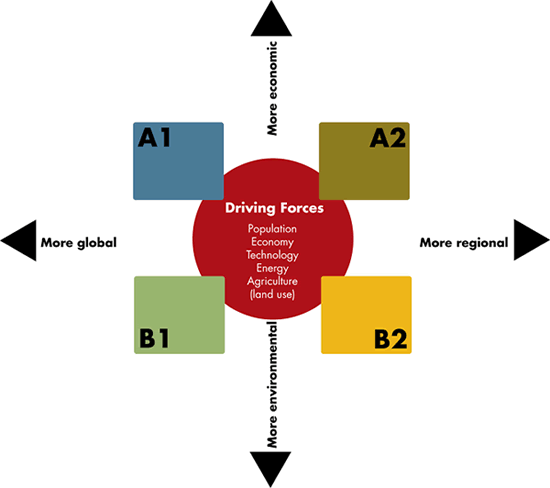 More economic
A1
A2
Driving Forces
Population
Economy
Technology
Energy
Agriculture
(land use)
More global
More regional
B1
B2
More environmental